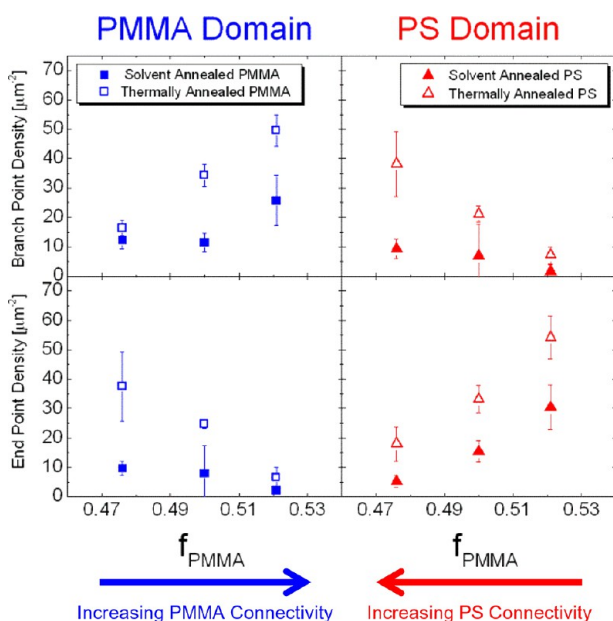 PMMA Domain
PS Domain
Solvent Annealed PMMA
Thermally Annealed PMMA
Solvent Annealed PS
Thermally Annealed PS
Branch Point Density [μm⁻²]
70
60
50
40
30
20
10
0
End Point Density [μm⁻²]
70
60
50
40
30
20
10
0
0.47 0.49 0.51 0.53
0.47 0.49 0.51 0.53
fPMMA
fPMMA
Increasing PMMA Connectivity
Increasing PS Connectivity